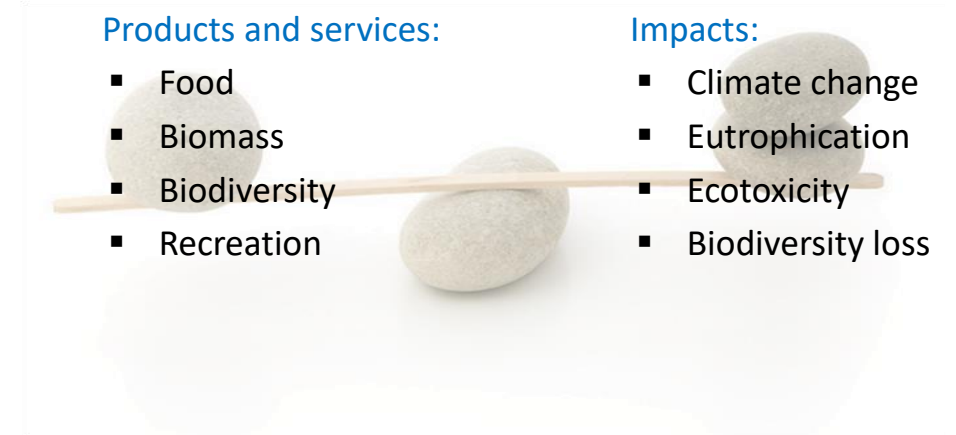 Products and services:
▪ Food
▪ Biomass
▪ Biodiversity
▪ Recreation
Impacts:
▪ Climate change
▪ Eutrophication
▪ Ecotoxicity
▪ Biodiversity loss